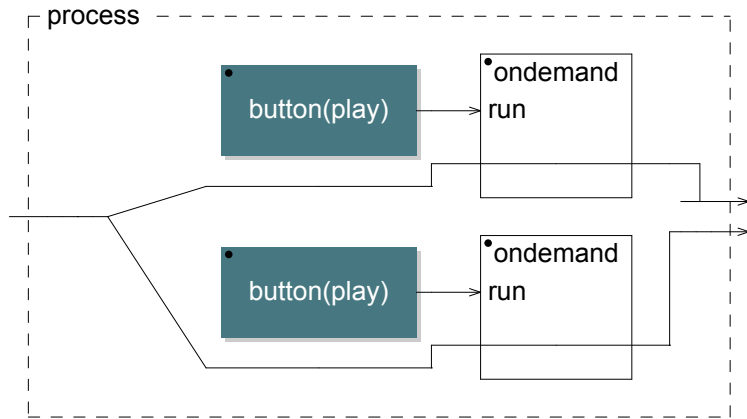 process
ondemand
button(play)
run
ondemand
button(play)
run